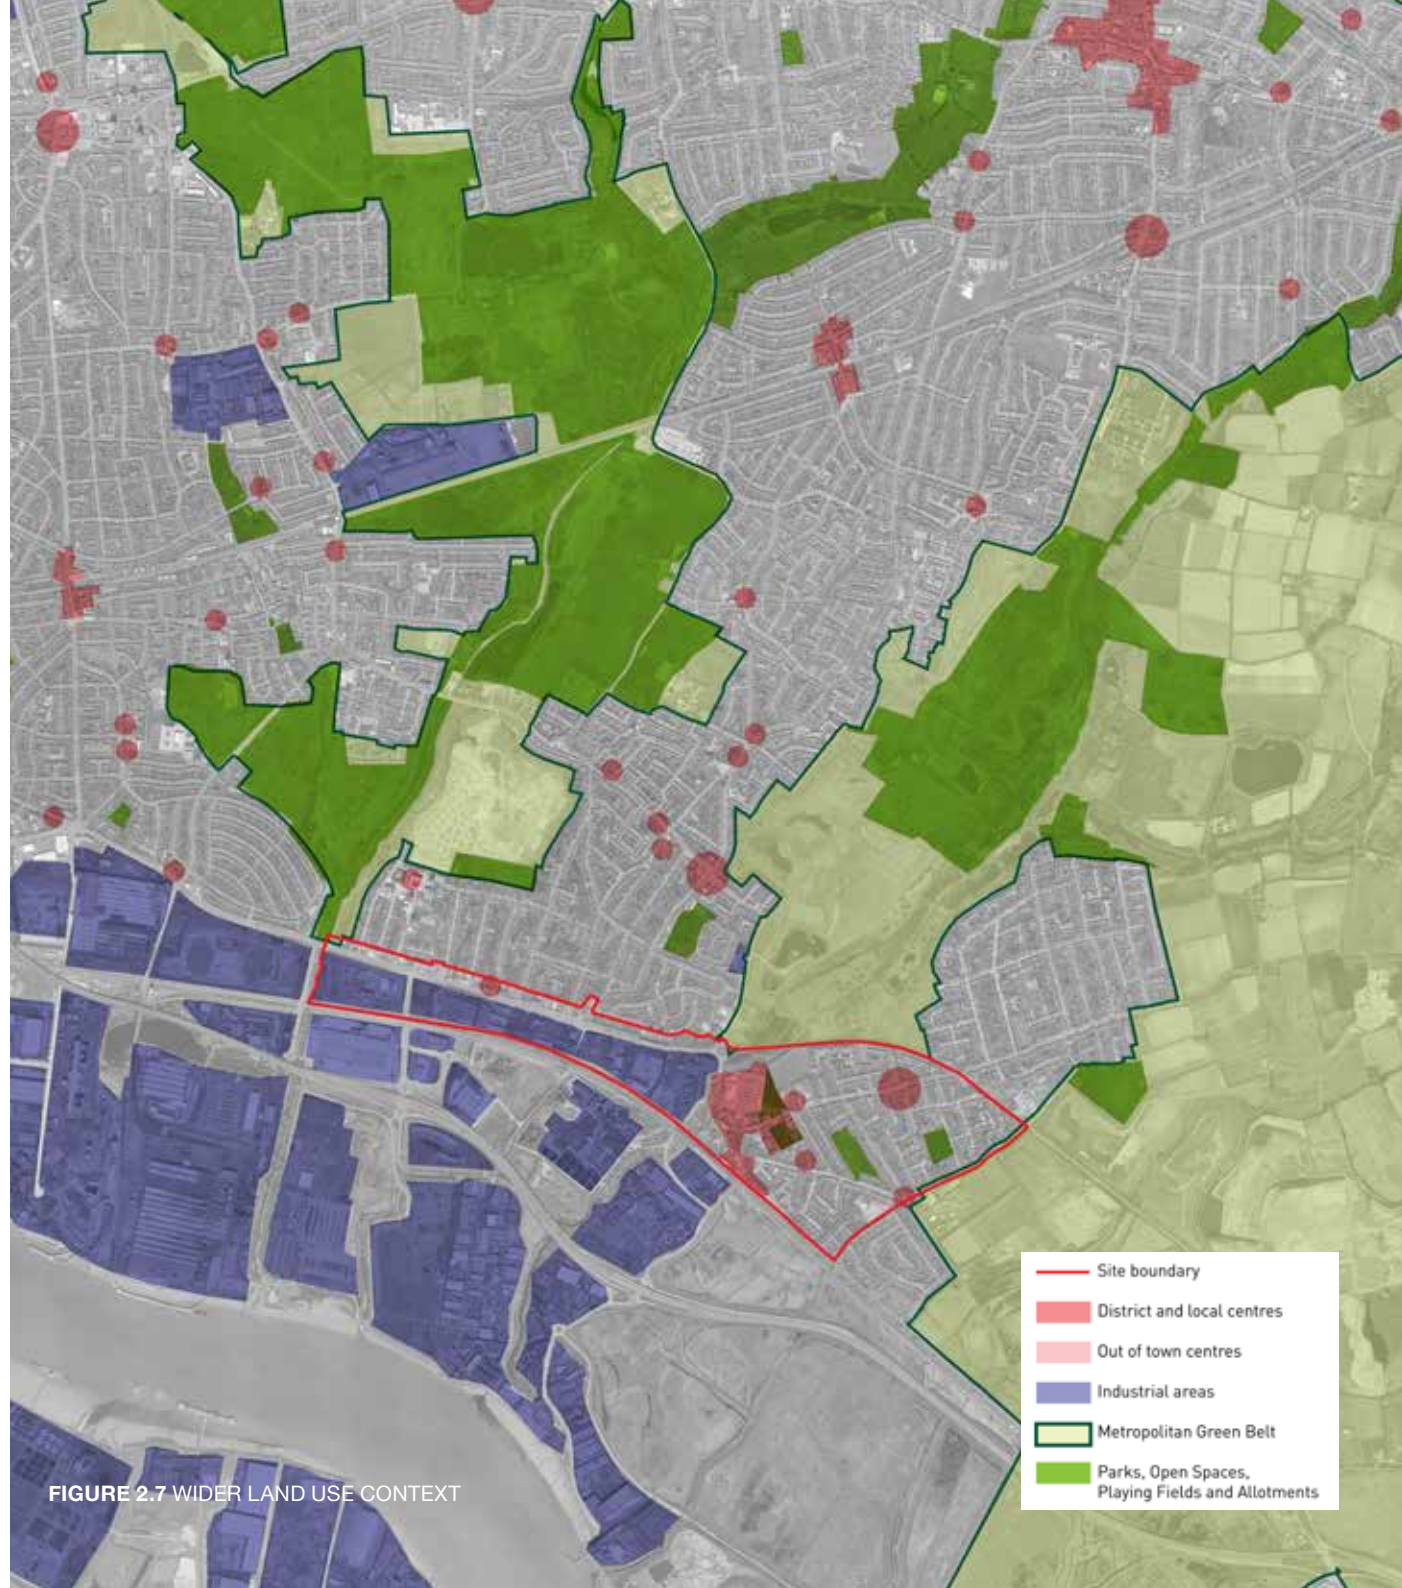 Site boundary
District and local centres
Out of town centres
Industrial areas
Metropolitan Green Belt
Parks, Open Spaces,
Playing Fields and Allotments
FIGURE 2.7 WIDER LAND USE CONTEXT